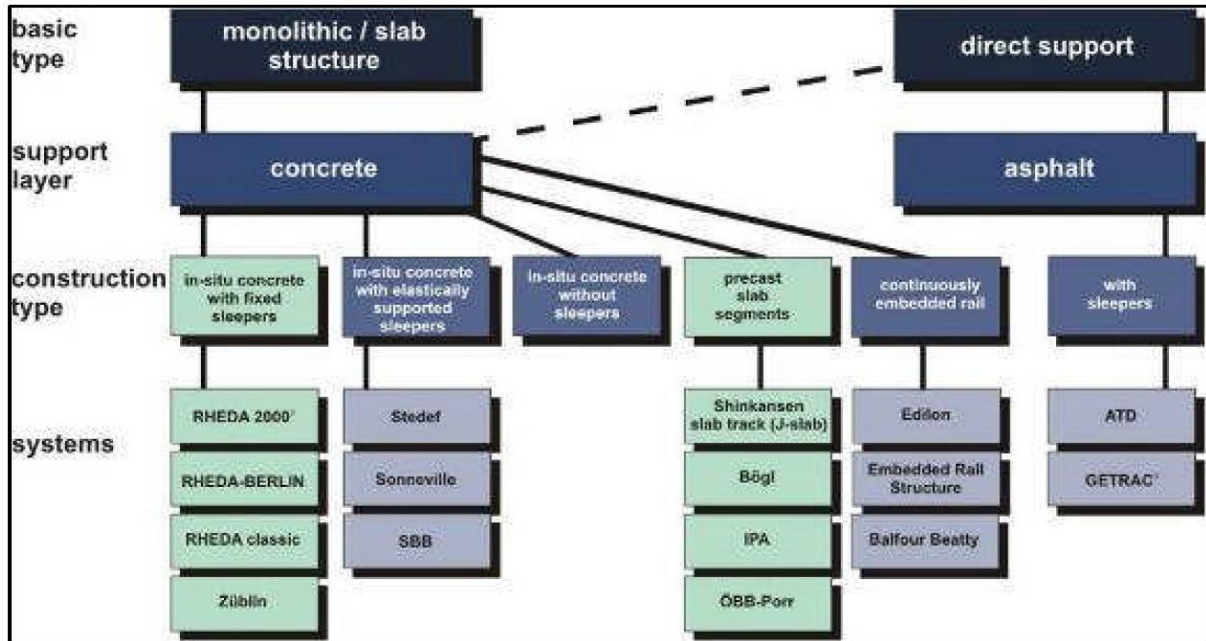 basic
type
monolithic / slab
structure
direct support
support
layer
concrete
asphalt
construction
type
in-situ concrete
with fixed
sleepers
in-situ concrete
with elastically
supported
sleepers
in-situ concrete
without
sleepers
precast
slab
segments
continuously
embedded rail
with
sleepers
systems
RHEDA 2000
RHEDA-BERLIN
RHEDA classic
Züblin
Stedef
Sonneville
SBB
Shinkansen
slab track (J-slab)
Bögl
IPA
ÖBB-Porr
Edilon
Embedded Rail
Structure
Balfour Beatty
ATD
GETRAC